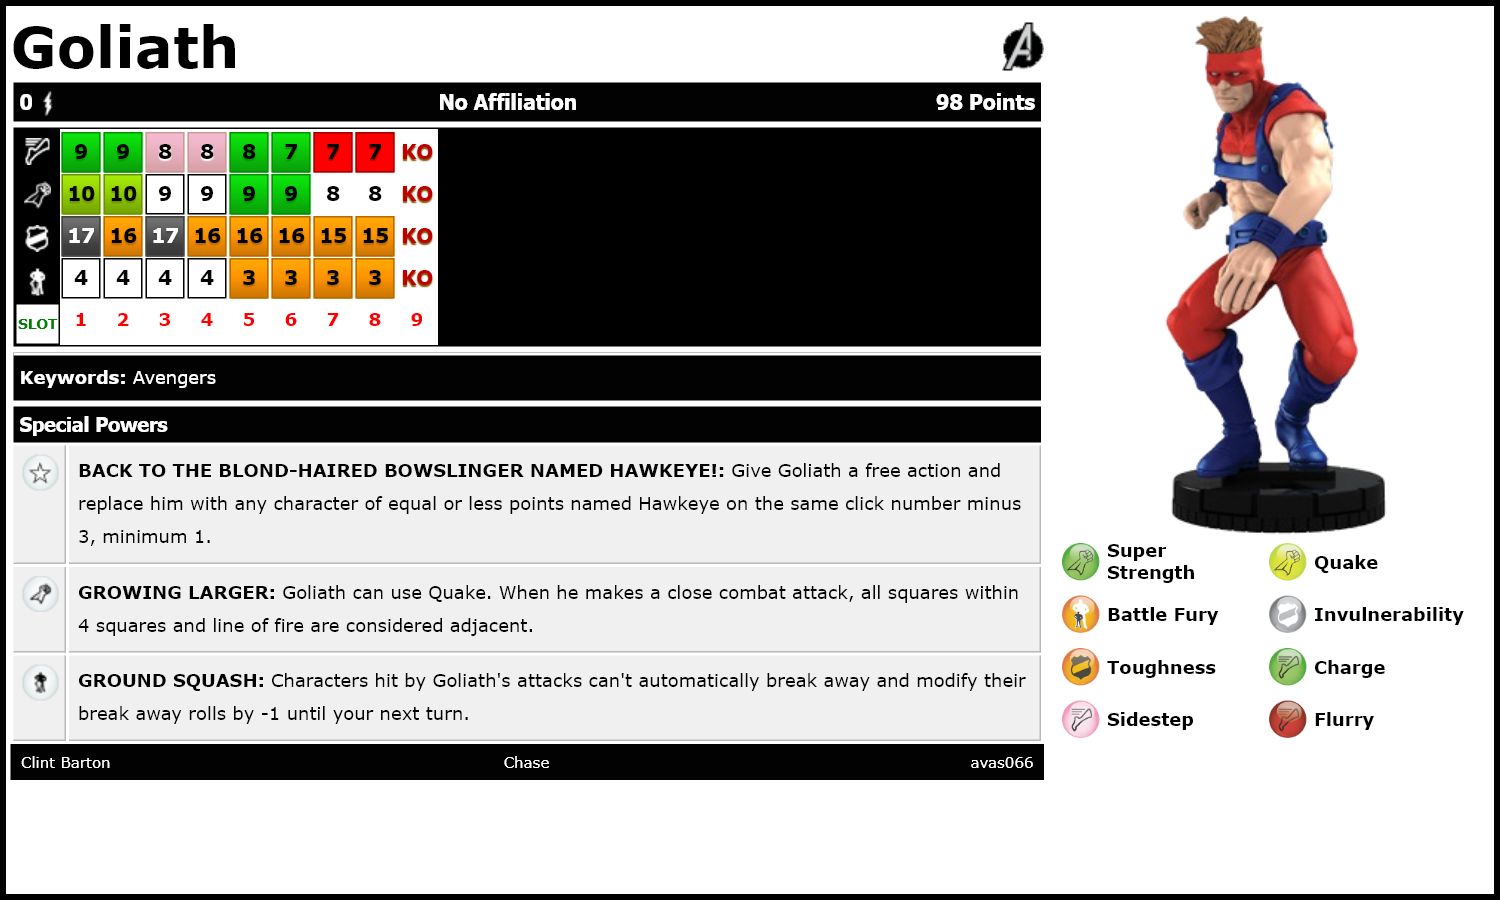 Goliath
0 No Affiliation 98 Points
9 9 8 8 8 7 7 7 KO
10 10 9 9 9 9 8 8 KO
17 16 17 16 16 16 15 15 KO
4 4 4 4 3 3 3 3 KO
SLOT 1 2 3 4 5 6 7 8 9
Keywords: Avengers
Special Powers
BACK TO THE BLOND-HAIRED BOWSLINGER NAMED HAWKEYE!: Give Goliath a free action and
replace him with any character of equal or less points named Hawkeye on the same click number minus
3, minimum 1.
GROWING LARGER: Goliath can use Quake. When he makes a close combat attack, all squares within
4 squares and line of fire are considered adjacent.
GROUND SQUASH: Characters hit by Goliath's attacks can't automatically break away and modify their
break away rolls by -1 until your next turn.
Clint Barton Chase avas066
Super
Strength
Quake
Battle Fury
Invulnerability
Toughness
Charge
Sidestep
Flurry